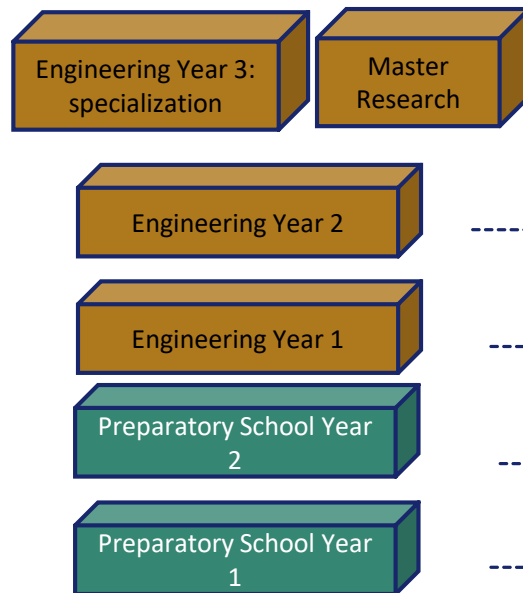 Engineering Year 3:
specialization
Master
Research
Engineering Year 2
Engineering Year 1
Preparatory School Year
2
Preparatory School Year
1